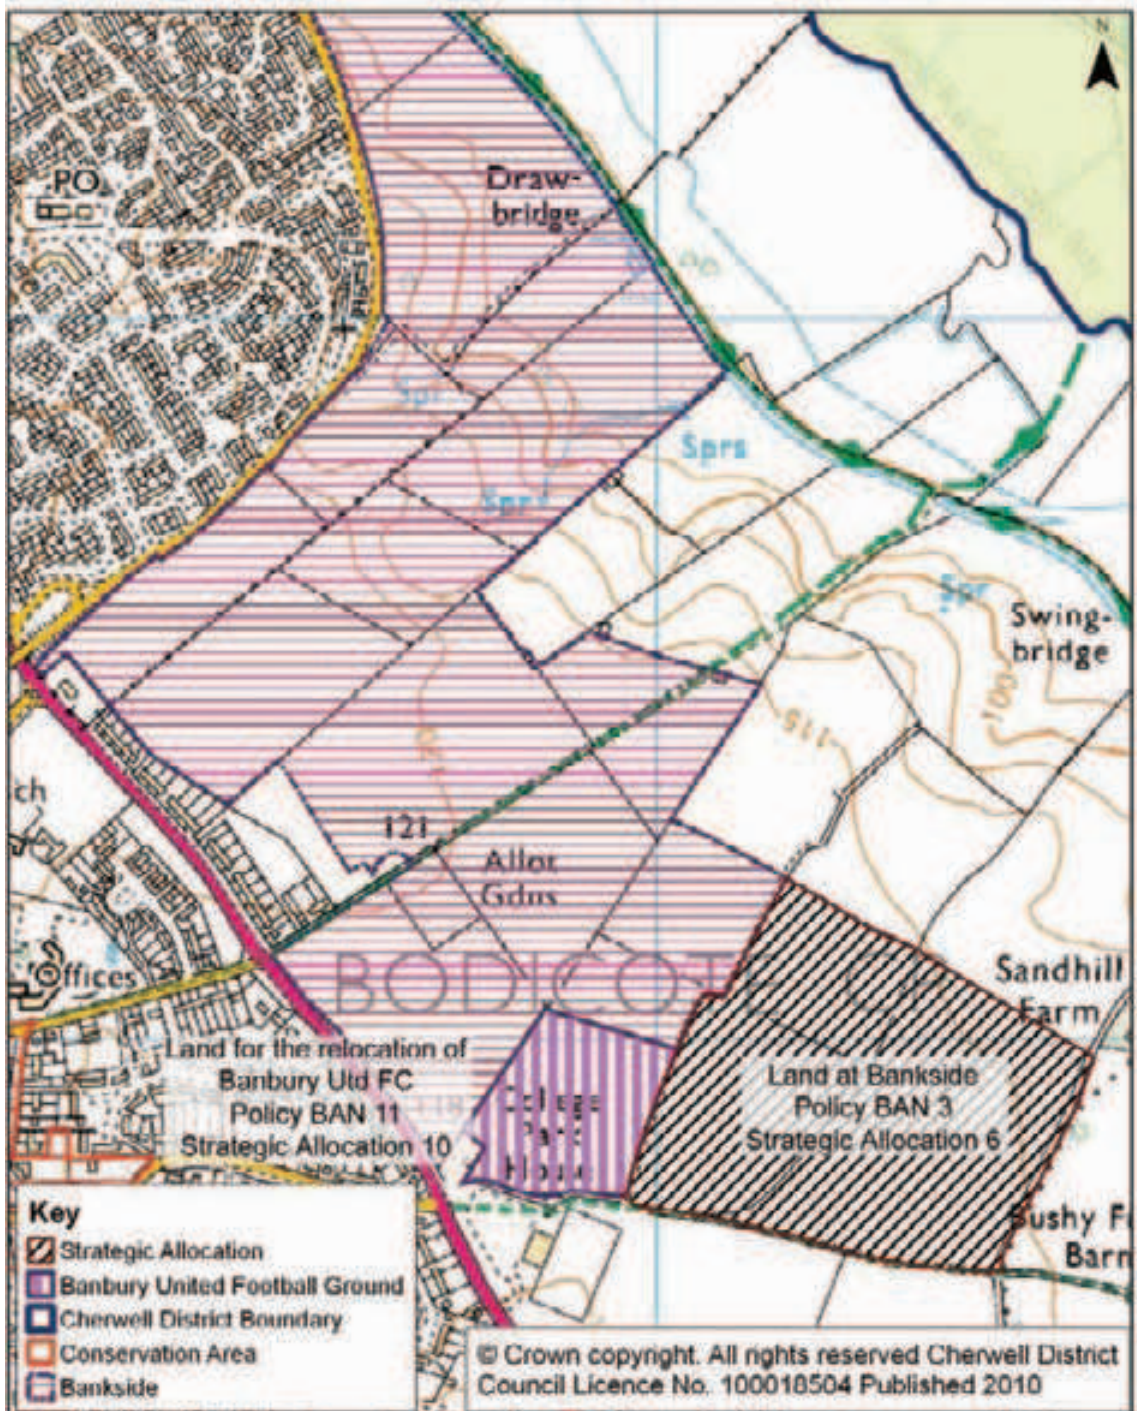 N
PO
Draw-
bridge
Spr
Sprs
Spr
Spr
Swing-
bridge
100
115
ch
121
Allot
Gdns
Offices
BODICOTE C
Sandhill
Farm
Land for the relocation of
Banbury Utd FC
Policy BAN 11
Strategic Allocation 10
Land at Bankside
Policy BAN 3
Strategic Allocation 6
Park
House
Bushy F
Barn
Key
Strategic Allocation
Banbury United Football Ground
Cherwell District Boundary
Conservation Area
Bankside
© Crown copyright. All rights reserved Cherwell District
Council Licence No. 100018504 Published 2010